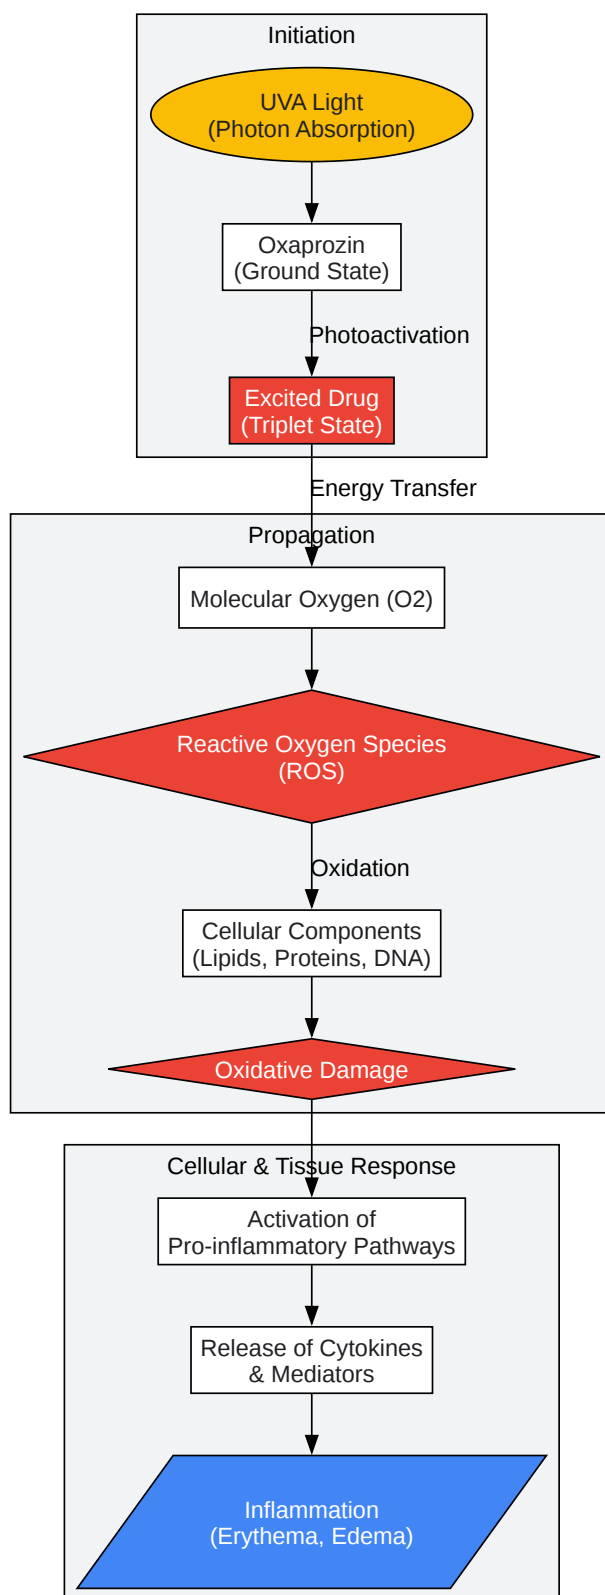 Initiation
UVA Light
(Photon Absorption)
Oxaprozin
(Ground State)
Photoactivation
Excited Drug
(Triplet State)
Energy Transfer
Propagation
Molecular Oxygen (O2)
Reactive Oxygen Species
(ROS)
Oxidation
Cellular Components
(Lipids, Proteins, DNA)
Oxidative Damage
Cellular & Tissue Response
Activation of
Pro-inflammatory Pathways
Release of Cytokines
& Mediators
Inflammation
(Erythema, Edema)